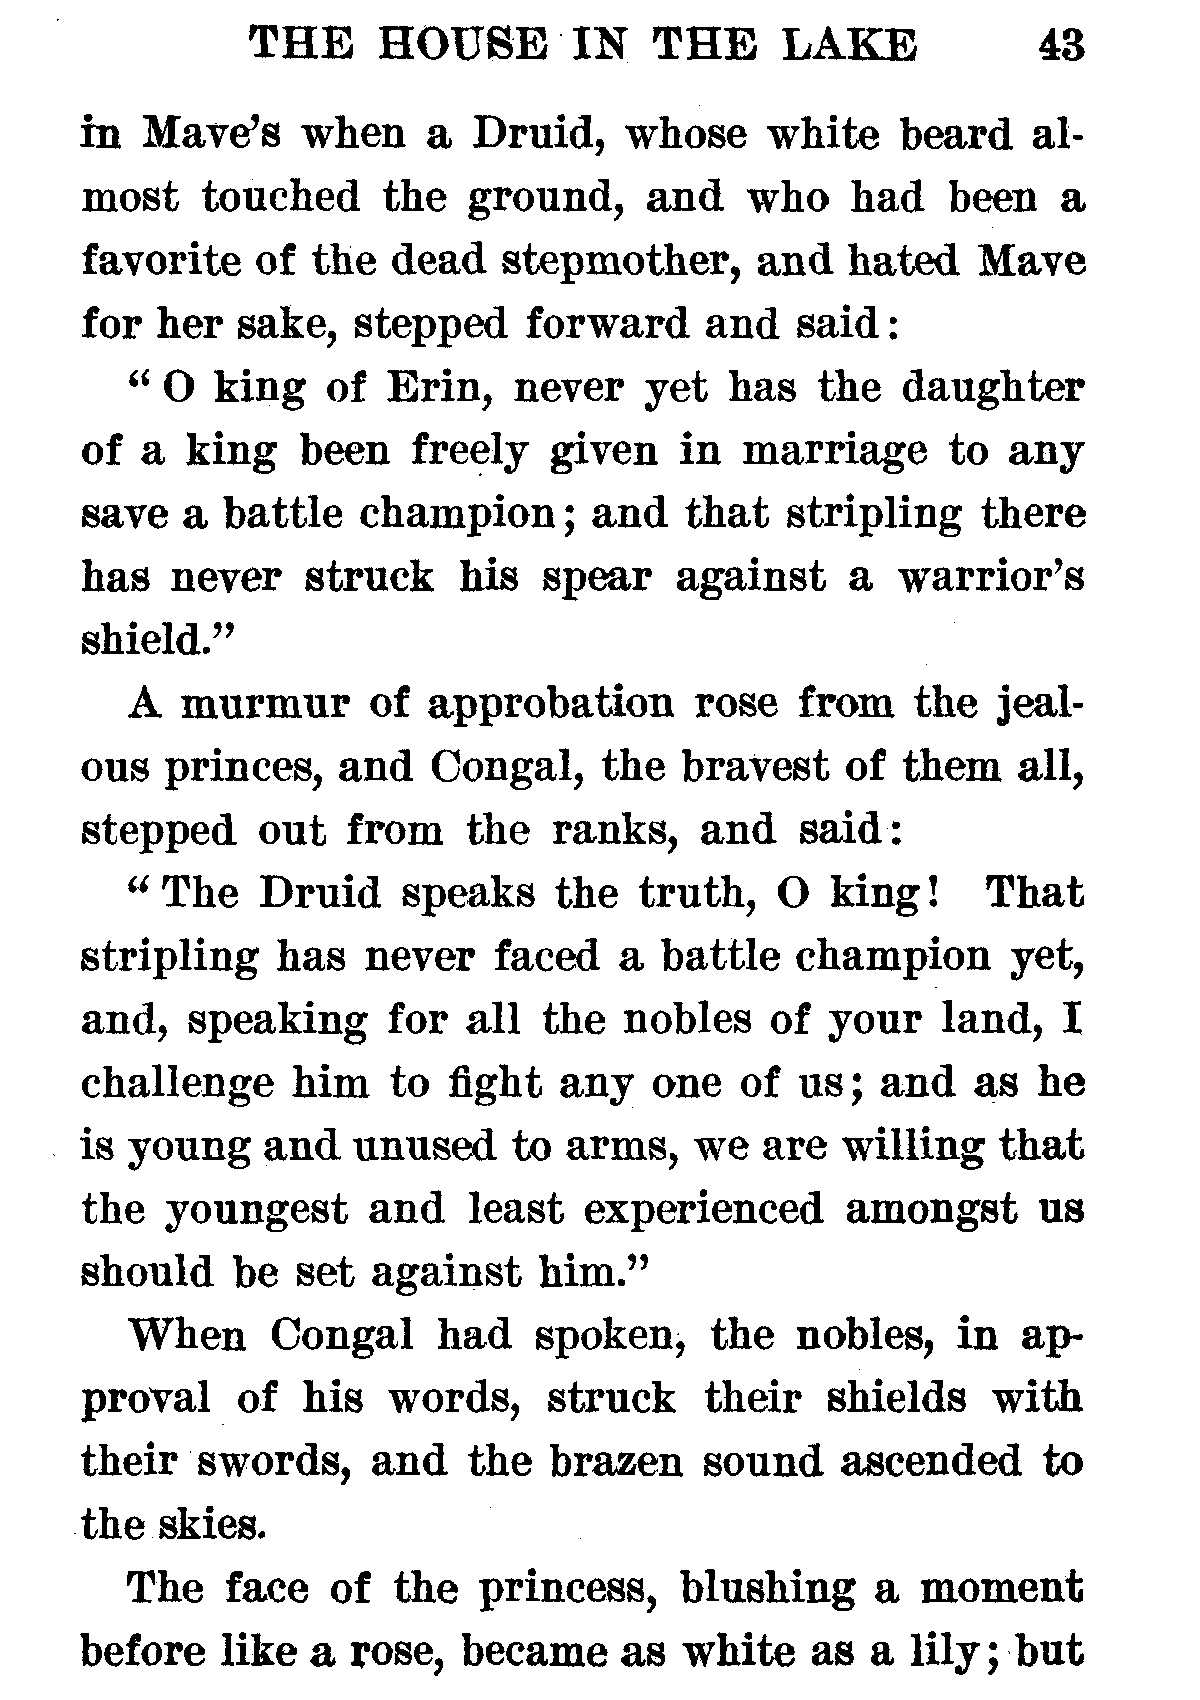 THE HOUSE IN THE LAKE 43
in Mave's when a Druid, whose white beard al-
most touched the ground, and who had been a
favorite of the dead stepmother, and hated Mave
for her sake, stepped forward and said:
“O king of Erin, never yet has the daughter
of a king been freely given in marriage to any
save a battle champion; and that stripling there
has never struck his spear against a warrior's
shield.”
A murmur of approbation rose from the jeal-
ous princes, and Congal, the bravest of them all,
stepped out from the ranks, and said:
“The Druid speaks the truth, O king! That
stripling has never faced a battle champion yet,
and, speaking for all the nobles of your land, I
challenge him to fight any one of us; and as he
is young and unused to arms, we are willing that
the youngest and least experienced amongst us
should be set against him.”
When Congal had spoken, the nobles, in ap-
proval of his words, struck their shields with
their swords, and the brazen sound ascended to
the skies.
The face of the princess, blushing a moment
before like a rose, became as white as a lily; but